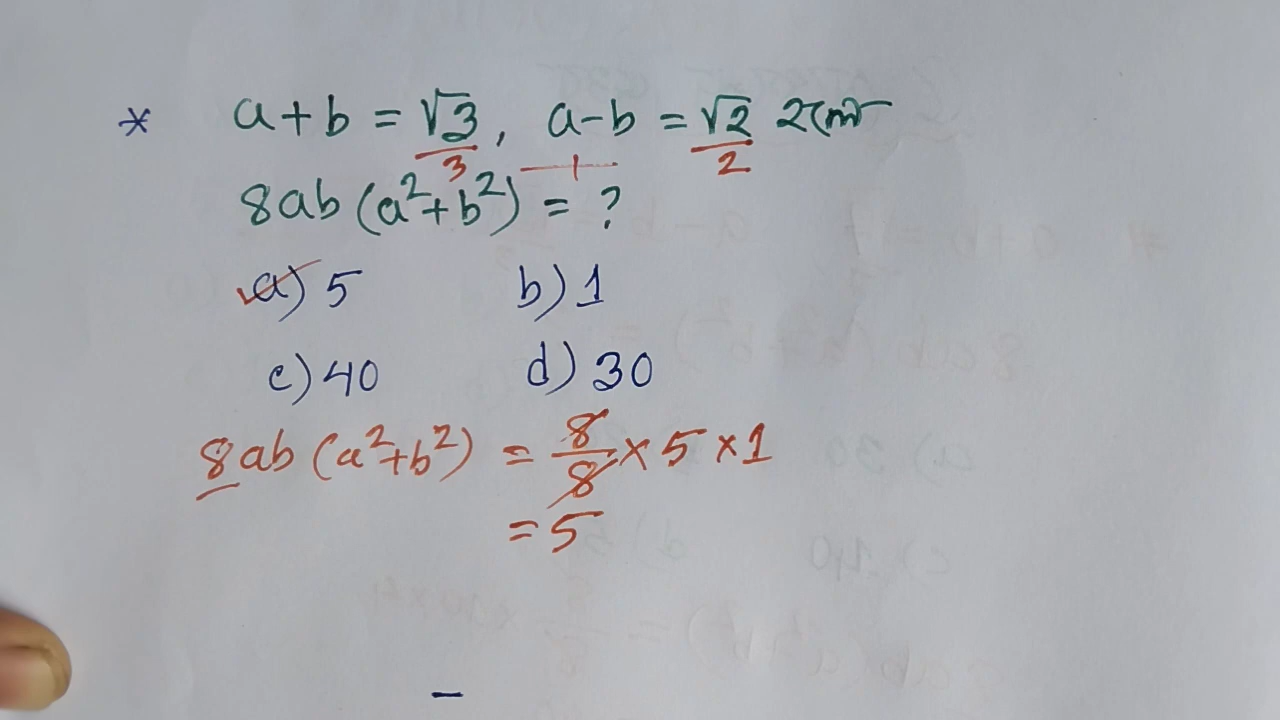 * a+b = √3, a-b = √2 হলে
3 1 2
8ab (a²+b²) = ?
a) 5 b) 1
c) 40 d) 30
8ab (a²+b²) = 8/8 × 5 × 1
= 5